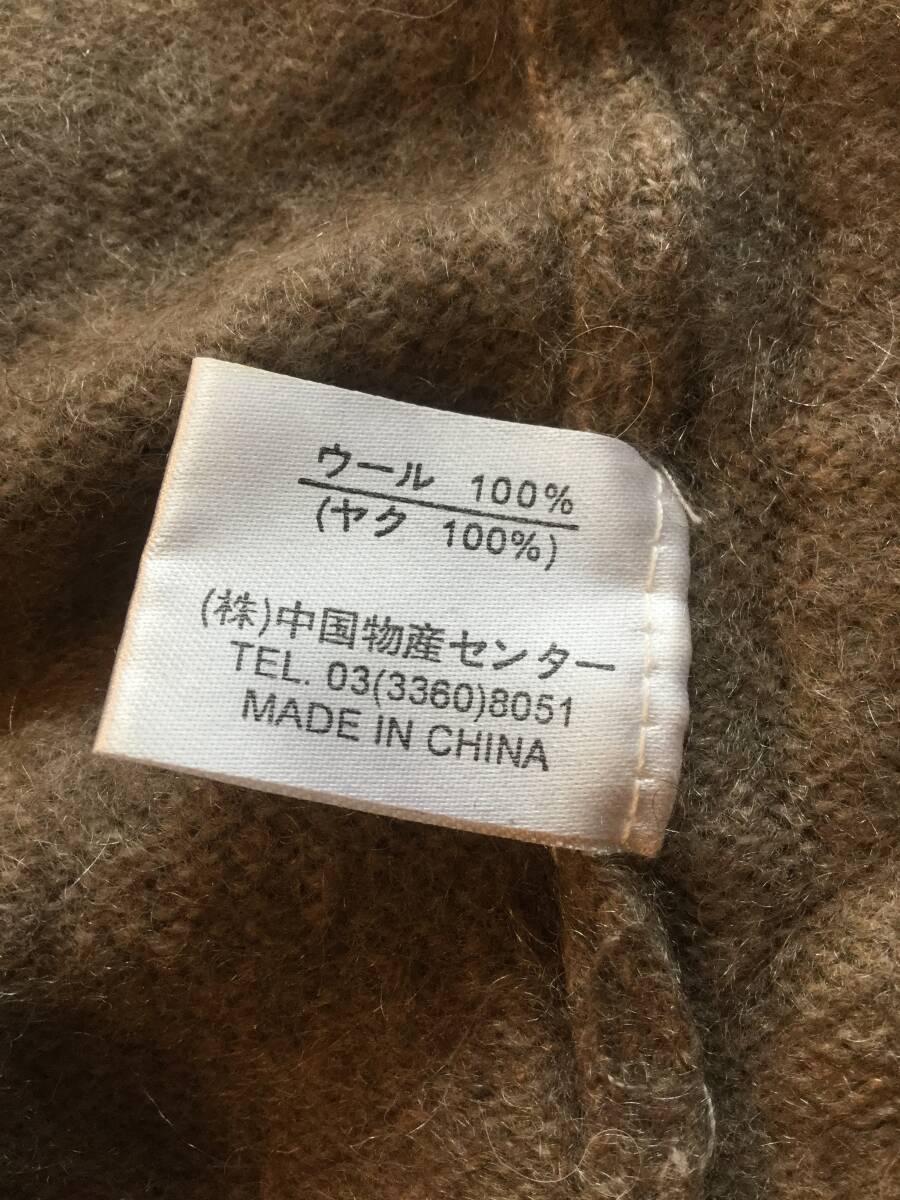 ウール 100%
(ヤク 100%)
(株)中国物産センター
TEL. 03(3360)8051
MADE IN CHINA